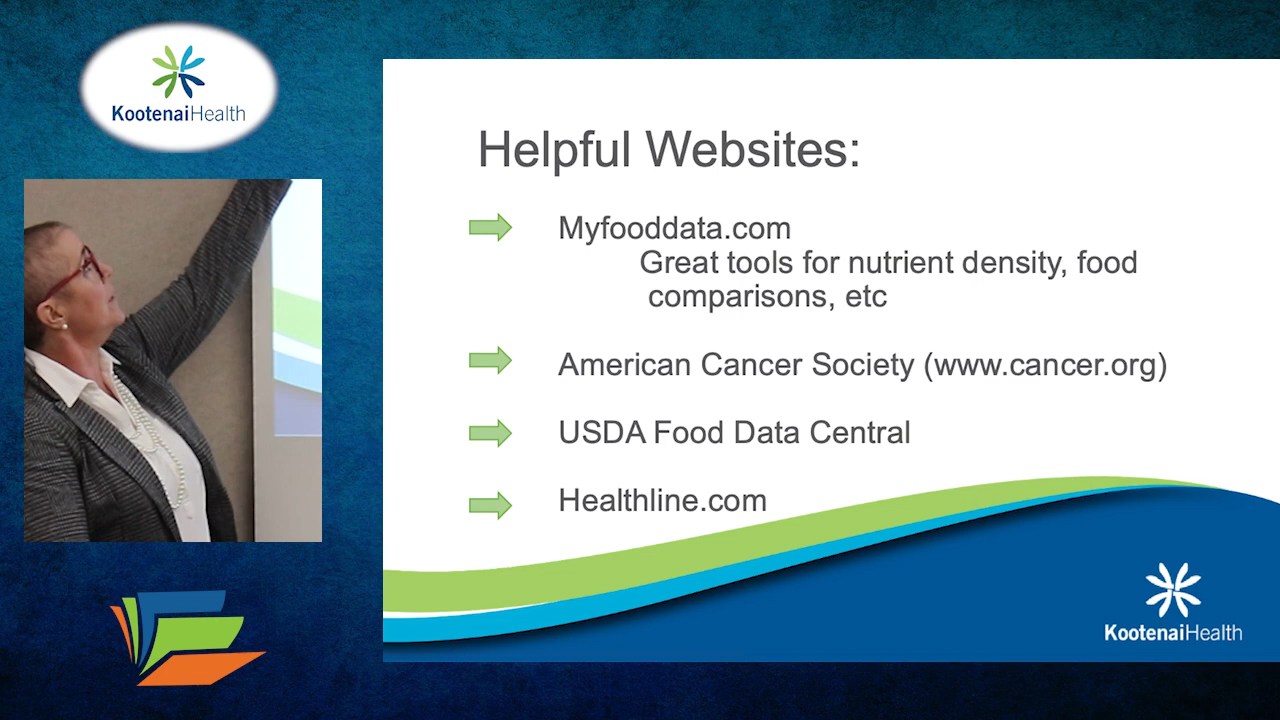 KootenaiHealth
Helpful Websites:
Myfooddata.com
Great tools for nutrient density, food
comparisons, etc
American Cancer Society (www.cancer.org)
USDA Food Data Central
Healthline.com
KootenaiHealth